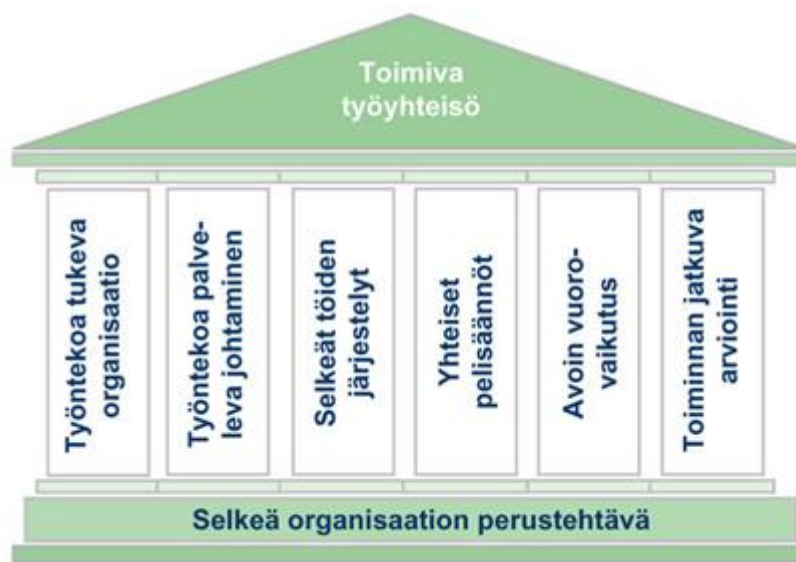 Toimiva
työyhteisö
Työntekoa tukeva
organisaatio
Työntekoa palve-
leva johtaminen
Selkeät töiden
järjestelyt
Yhteiset
pelisäännöt
Avoin vuoro-
vaikutus
Toiminnan jatkuva
arviointi
Selkeä organisaation perustehtävä